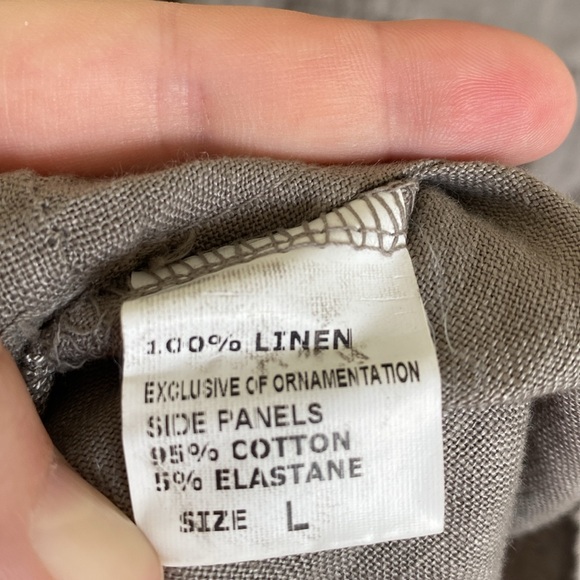 100% LINEN
EXCLUSIVE OF ORNAMENTATION
SIDE PANELS
95% COTTON
5% ELASTANE
SIZE L